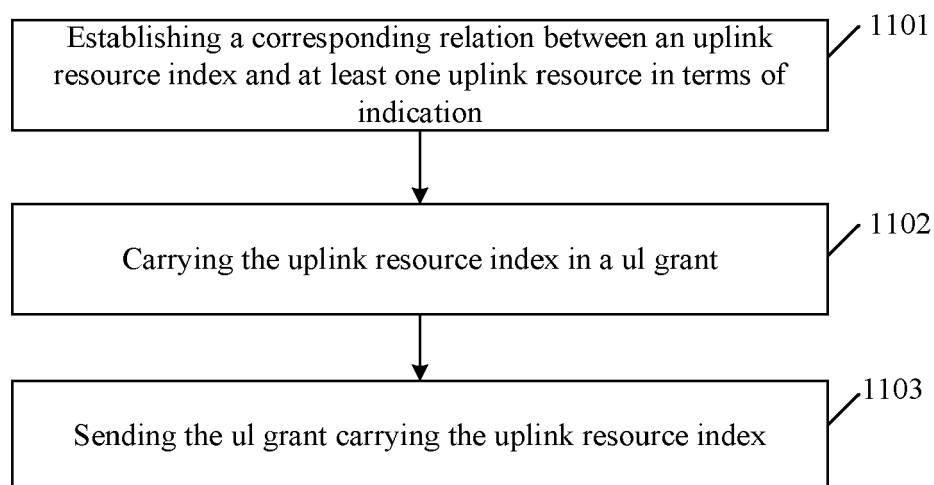 Establishing a corresponding relation between an uplink
resource index and at least one uplink resource in terms of
indication
1101
Carrying the uplink resource index in a ul grant
1102
Sending the ul grant carrying the uplink resource index
1103